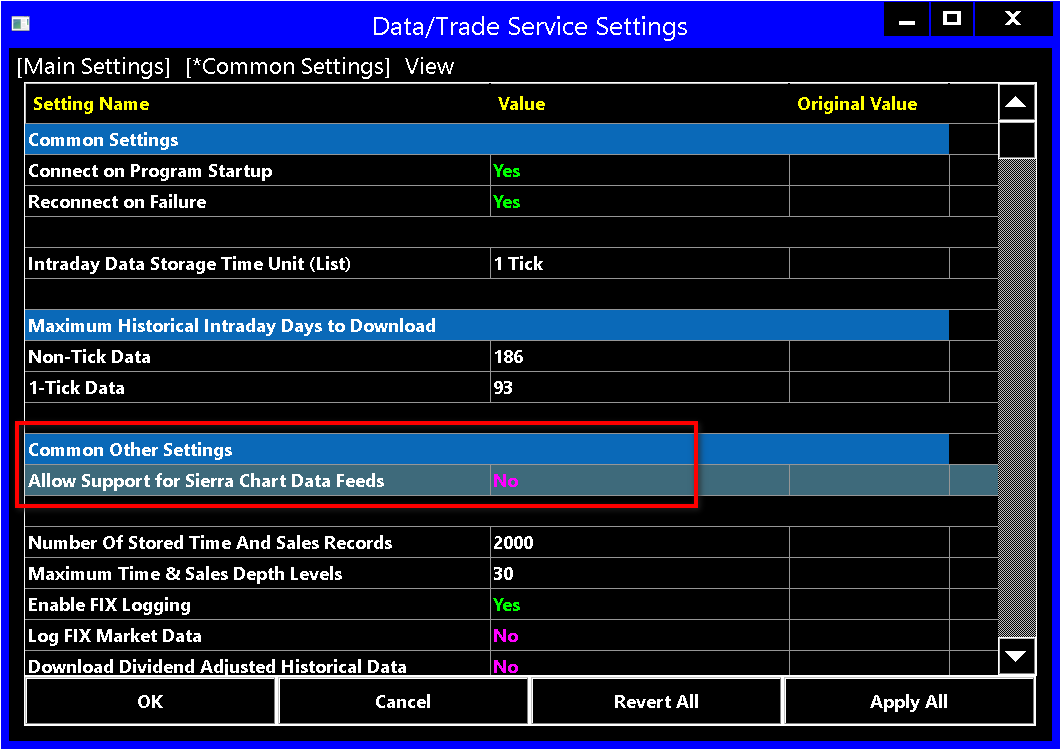 Data/Trade Service Settings
[Main Settings] [*Common Settings] View
Setting Name Value Original Value
Common Settings
Connect on Program Startup Yes
Reconnect on Failure Yes
Intraday Data Storage Time Unit (List) 1 Tick
Maximum Historical Intraday Days to Download
Non-Tick Data 186
1-Tick Data 93
Common Other Settings
Allow Support for Sierra Chart Data Feeds No
Number Of Stored Time And Sales Records 2000
Maximum Time & Sales Depth Levels 30
Enable FIX Logging Yes
Log FIX Market Data No
Download Dividend Adjusted Historical Data No
OK Cancel Revert All Apply All